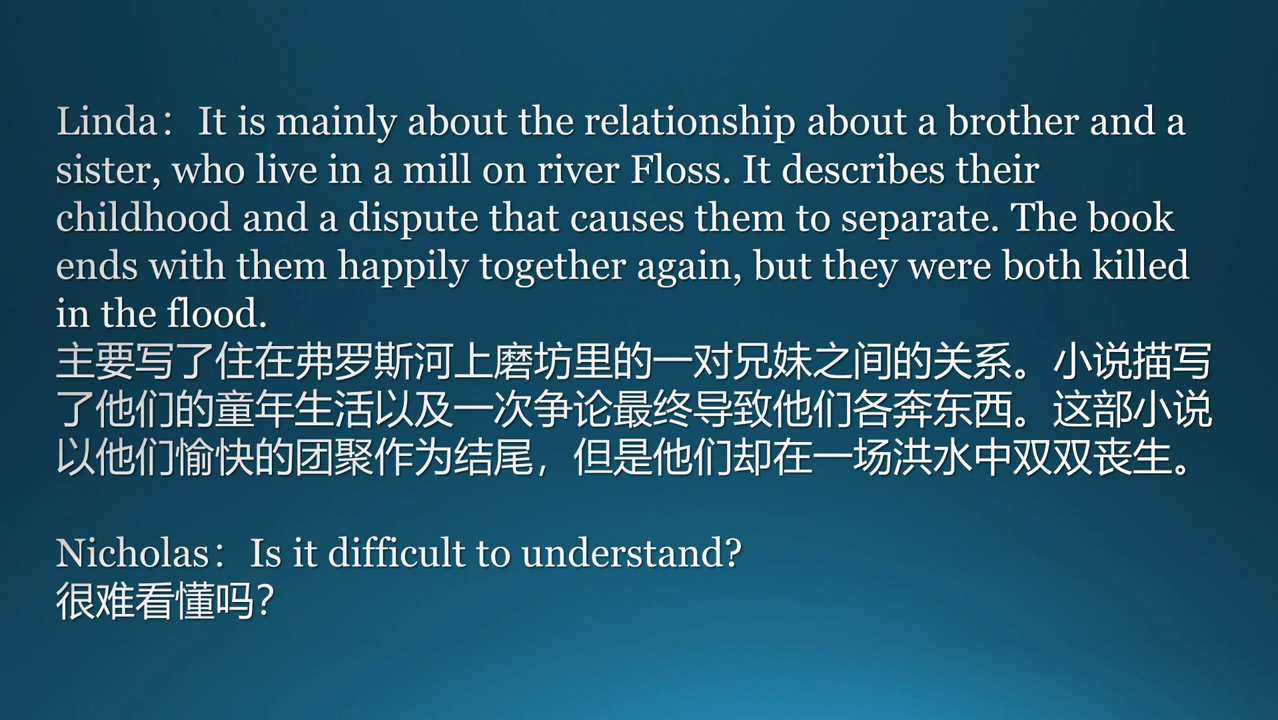 Linda：It is mainly about the relationship about a brother and a
sister, who live in a mill on river Floss. It describes their
childhood and a dispute that causes them to separate. The book
ends with them happily together again, but they were both killed
in the flood.
主要写了住在弗罗斯河上磨坊里的一对兄妹之间的关系。小说描写
了他们的童年生活以及一次争论最终导致他们各奔东西。这部小说
以他们愉快的团聚作为结尾，但是他们却在一场洪水中双双丧生。
Nicholas：Is it difficult to understand?
很难看懂吗？